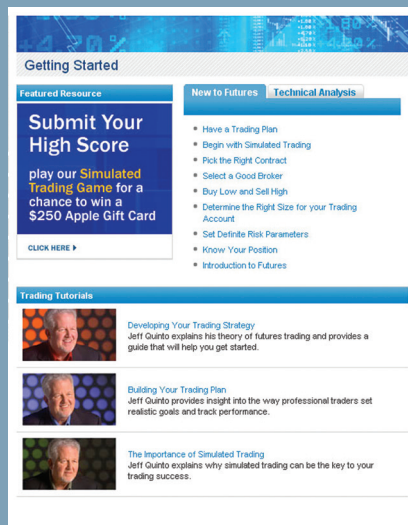 Getting Started
Featured Resource
Submit Your
High Score
play our Simulated
Trading Game for a
chance to win a
$250 Apple Gift Card
CLICK HERE
New to Futures
Technical Analysis
Have a Trading Plan
Begin with Simulated Trading
Pick the Right Contract
Select a Good Broker
Buy Low and Sell High
Determine the Right Size for your Trading
Account
Set Definite Risk Parameters
Know Your Position
Introduction to Futures
Trading Tutorials
Developing Your Trading Strategy
Jeff Quinto explains his theory of futures trading and provides a
guide that will help you get started.
Building Your Trading Plan
Jeff Quinto provides insight into the way professional traders set
realistic goals and track performance.
The Importance of Simulated Trading
Jeff Quinto explains why simulated trading can be the key to your
trading success.